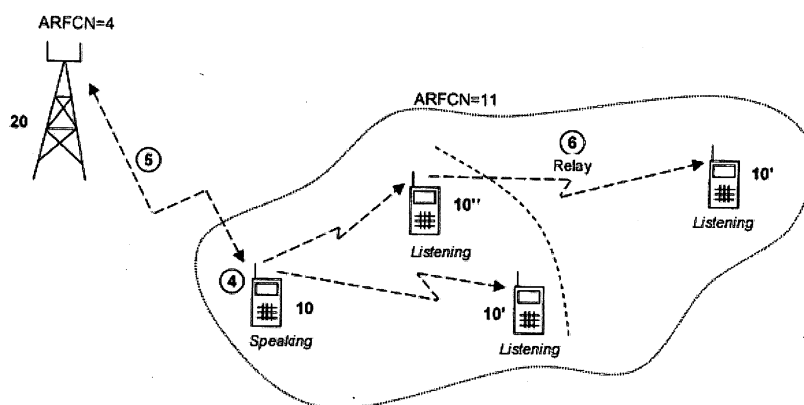 ARFCN=4
20
5
ARFCN=11
6
Relay
10'
Listening
10''
Listening
4
10
Speaking
10'
Listening